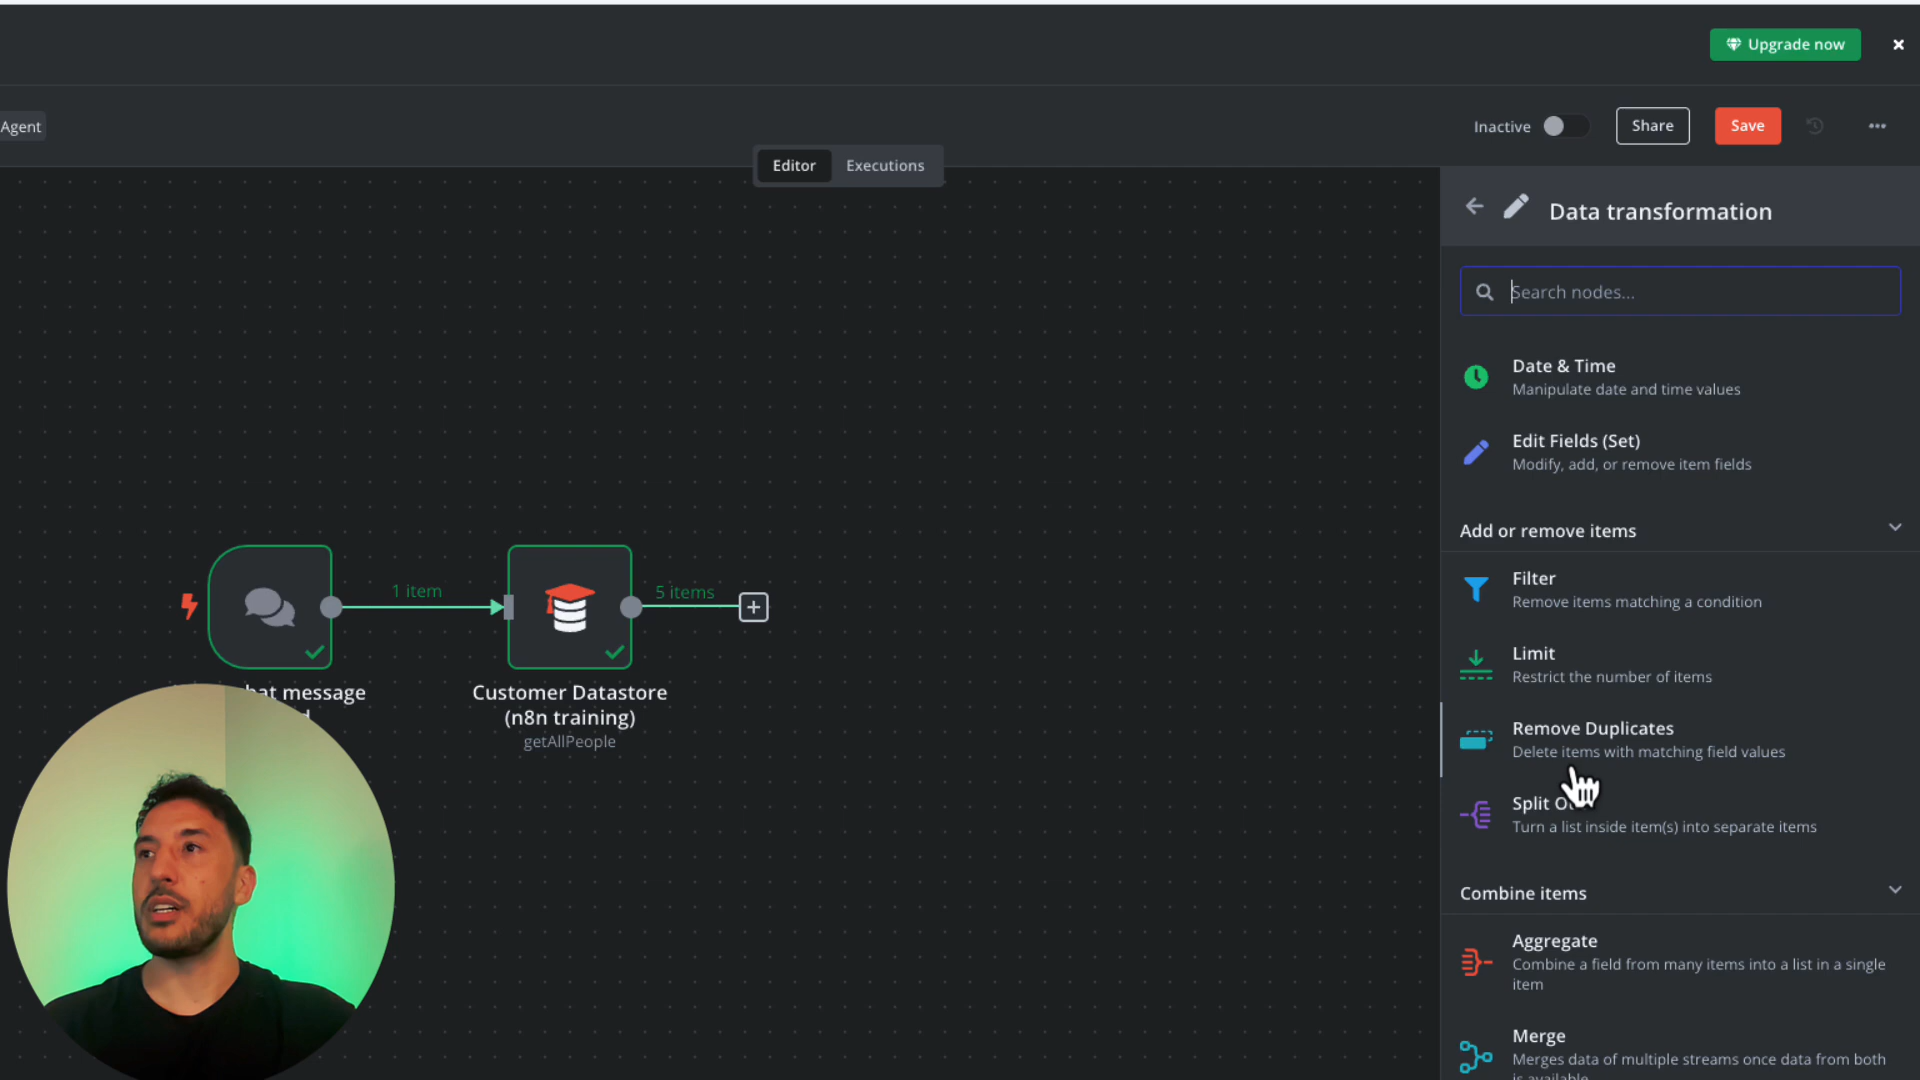 Upgrade now
Agent
Inactive
Share
Save
Editor
Executions
Data transformation
Search nodes...
Date & Time
Manipulate date and time values
Edit Fields (Set)
Modify, add, or remove item fields
Add or remove items
Filter
Remove items matching a condition
Limit
Restrict the number of items
Remove Duplicates
Delete items with matching field values
Split
Turn a list inside item(s) into separate items
Combine items
Aggregate
Combine a field from many items into a list in a single
item
Merge
Merges data of multiple streams once data from both
is available
1 item
5 items
message
Customer Datastore
(n8n training)
getAllPeople